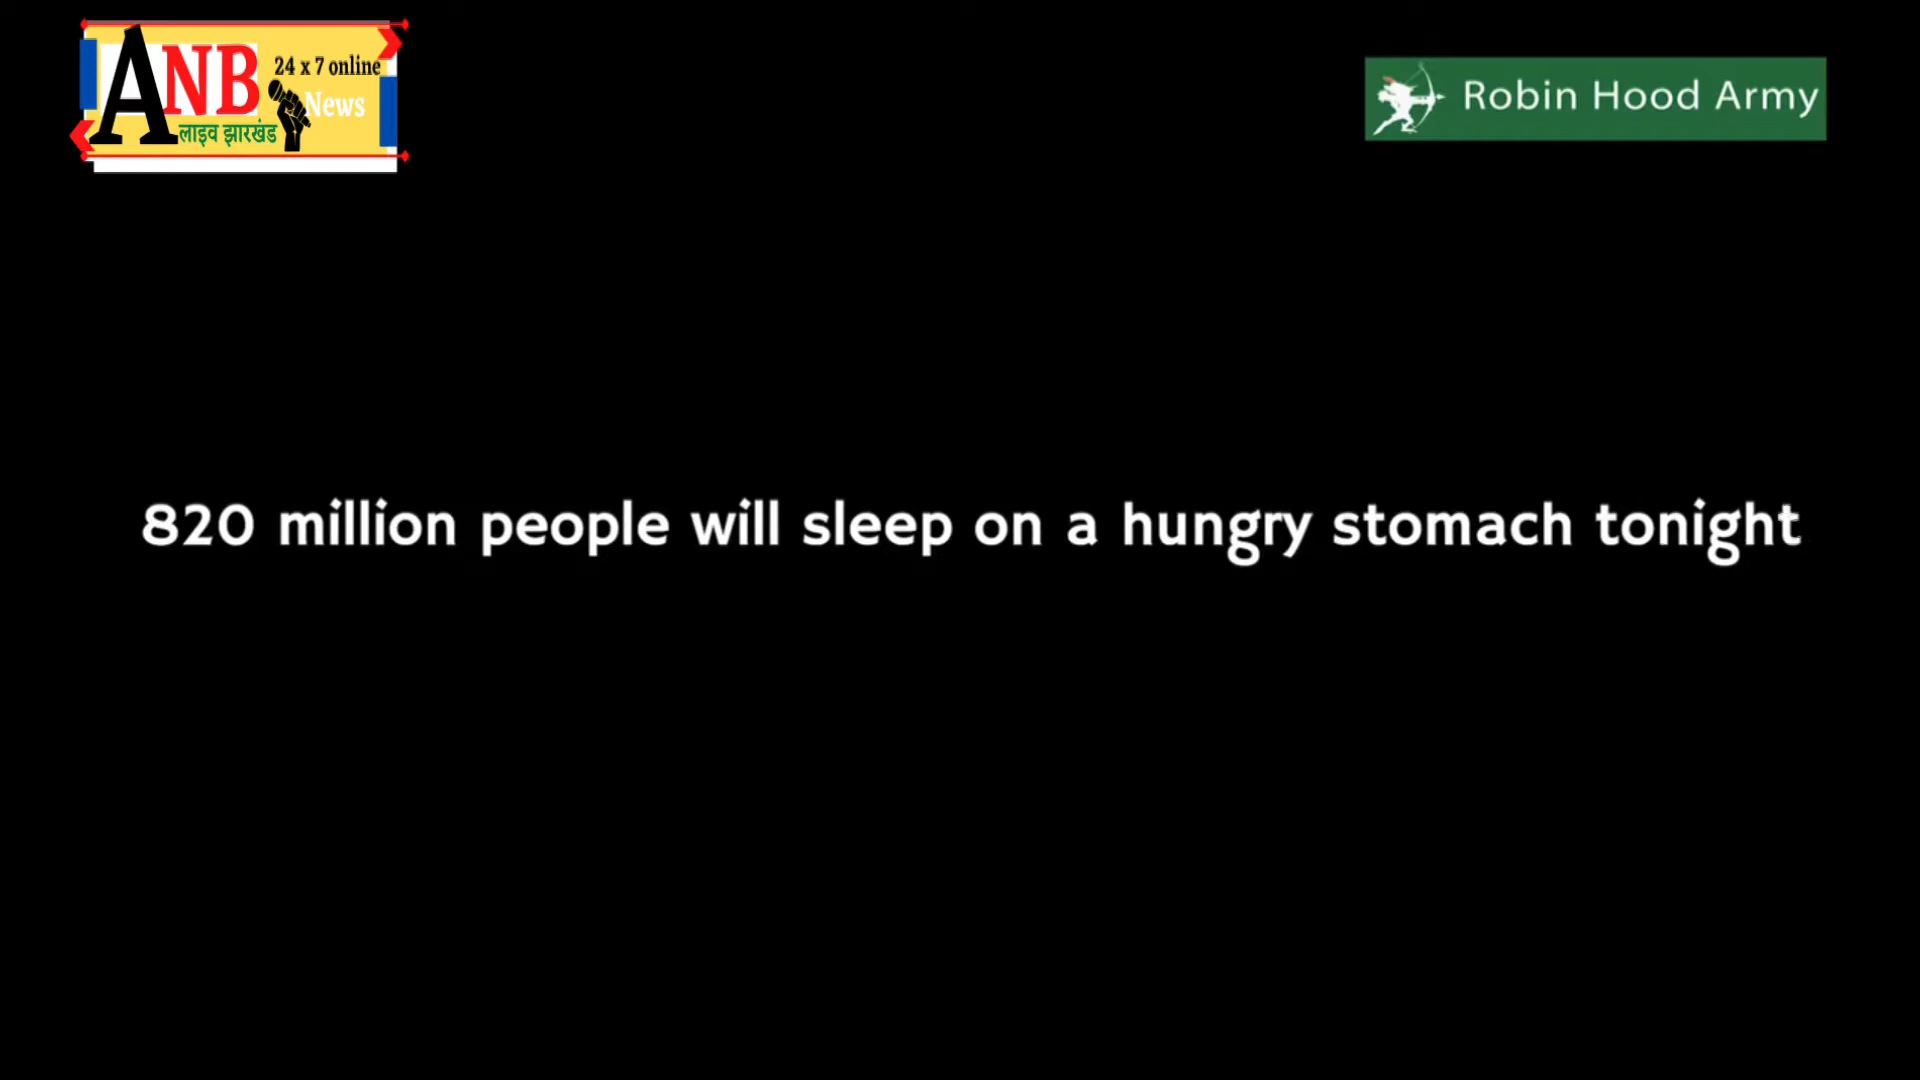 ANB
24 x 7 online
News
लाइव झारखंड
Robin Hood Army
820 million people will sleep on a hungry stomach tonight